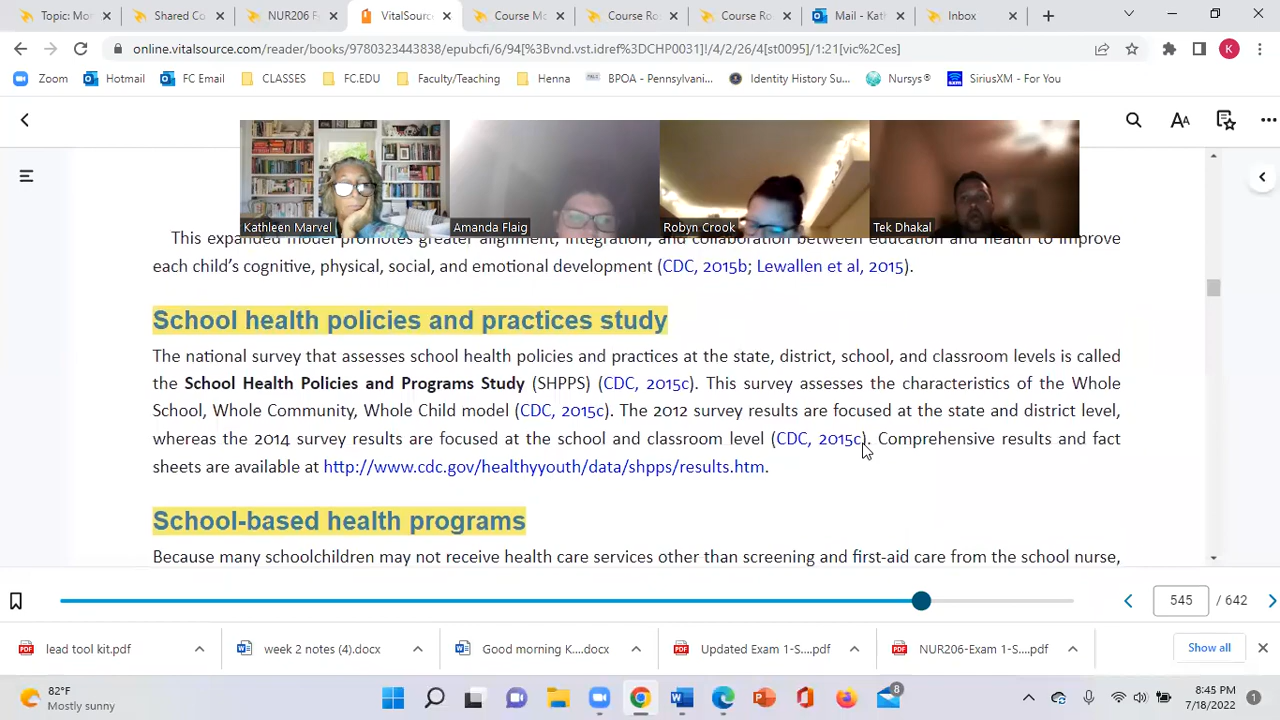 Topic: Mor
Shared Co
NUR206 F
VitalSource
Course Mo
Course Ro
Course Ro
Mail - Kath
Inbox
online.vitalsource.com/reader/books/9780323443838/epubcfi/6/94[%3Bvnd.vst.idref%3DCHP0031]!/4/2/26/4[st0095]/1:21[vic%2Ces]
K
Zoom
Hotmail
FC Email
CLASSES
FC.EDU
Faculty/Teaching
Henna
BPOA - Pennsylvani...
Identity History Su...
Nursys®
SiriusXM - For You
AA
Kathleen Marvel
Amanda Flaig
Robyn Crook
Tek Dhakal
This expanded model promotes greater alignment, integration, and collaboration between education and health to improve
each child's cognitive, physical, social, and emotional development (CDC, 2015b; Lewallen et al, 2015).
School health policies and practices study
The national survey that assesses school health policies and practices at the state, district, school, and classroom levels is called
the School Health Policies and Programs Study (SHPPS) (CDC, 2015c). This survey assesses the characteristics of the Whole
School, Whole Community, Whole Child model (CDC, 2015c). The 2012 survey results are focused at the state and district level,
whereas the 2014 survey results are focused at the school and classroom level (CDC, 2015c). Comprehensive results and fact
sheets are available at http://www.cdc.gov/healthyyouth/data/shpps/results.htm.
School-based health programs
Because many schoolchildren may not receive health care services other than screening and first-aid care from the school nurse,
545 / 642
lead tool kit.pdf
week 2 notes (4).docx
Good morning K....docx
Updated Exam 1-S....pdf
NUR206-Exam 1-S....pdf
Show all
82°F
Mostly sunny
8
8:45 PM
7/18/2022
1